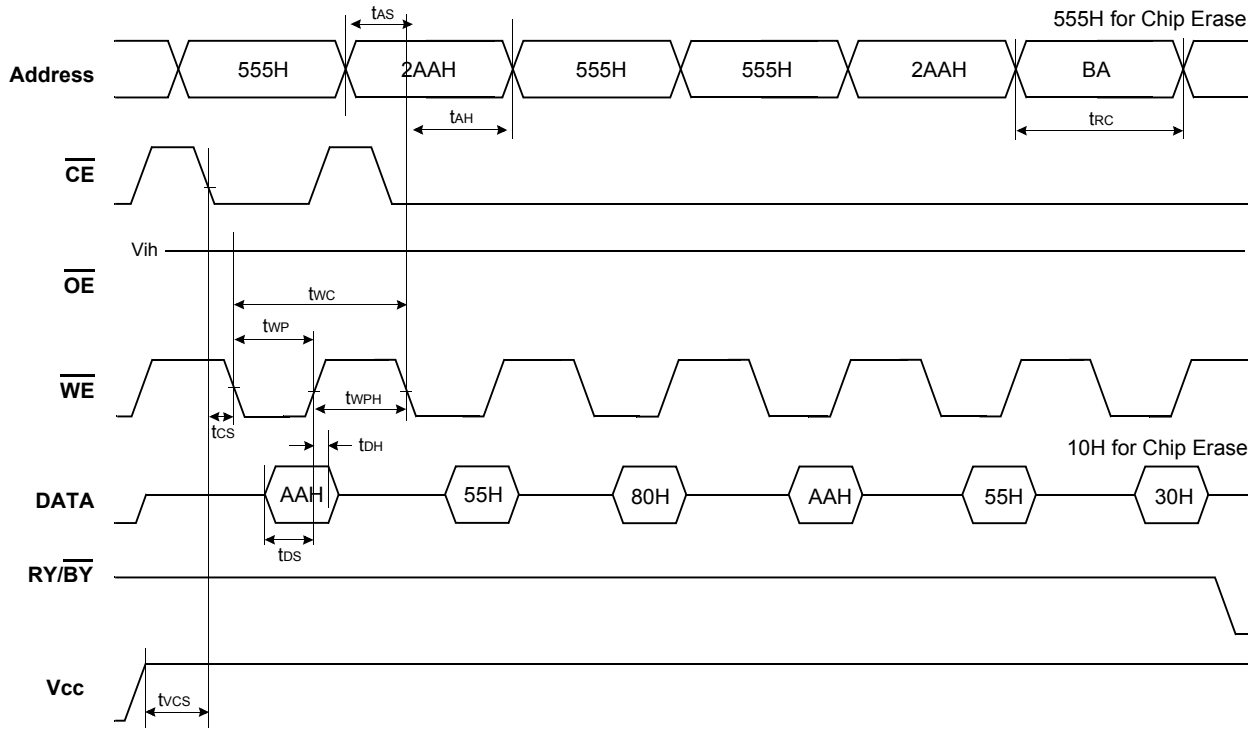 tAS
555H for Chip Erase
Address 555H 2AAH 555H 555H 2AAH BA
tAH tRC
CE
Vih
OE
tWC
tWP
WE
tWPH
tCS
tDH
10H for Chip Erase
DATA AAH 55H 80H AAH 55H 30H
tDS
RY/BY
Vcc
tVCS